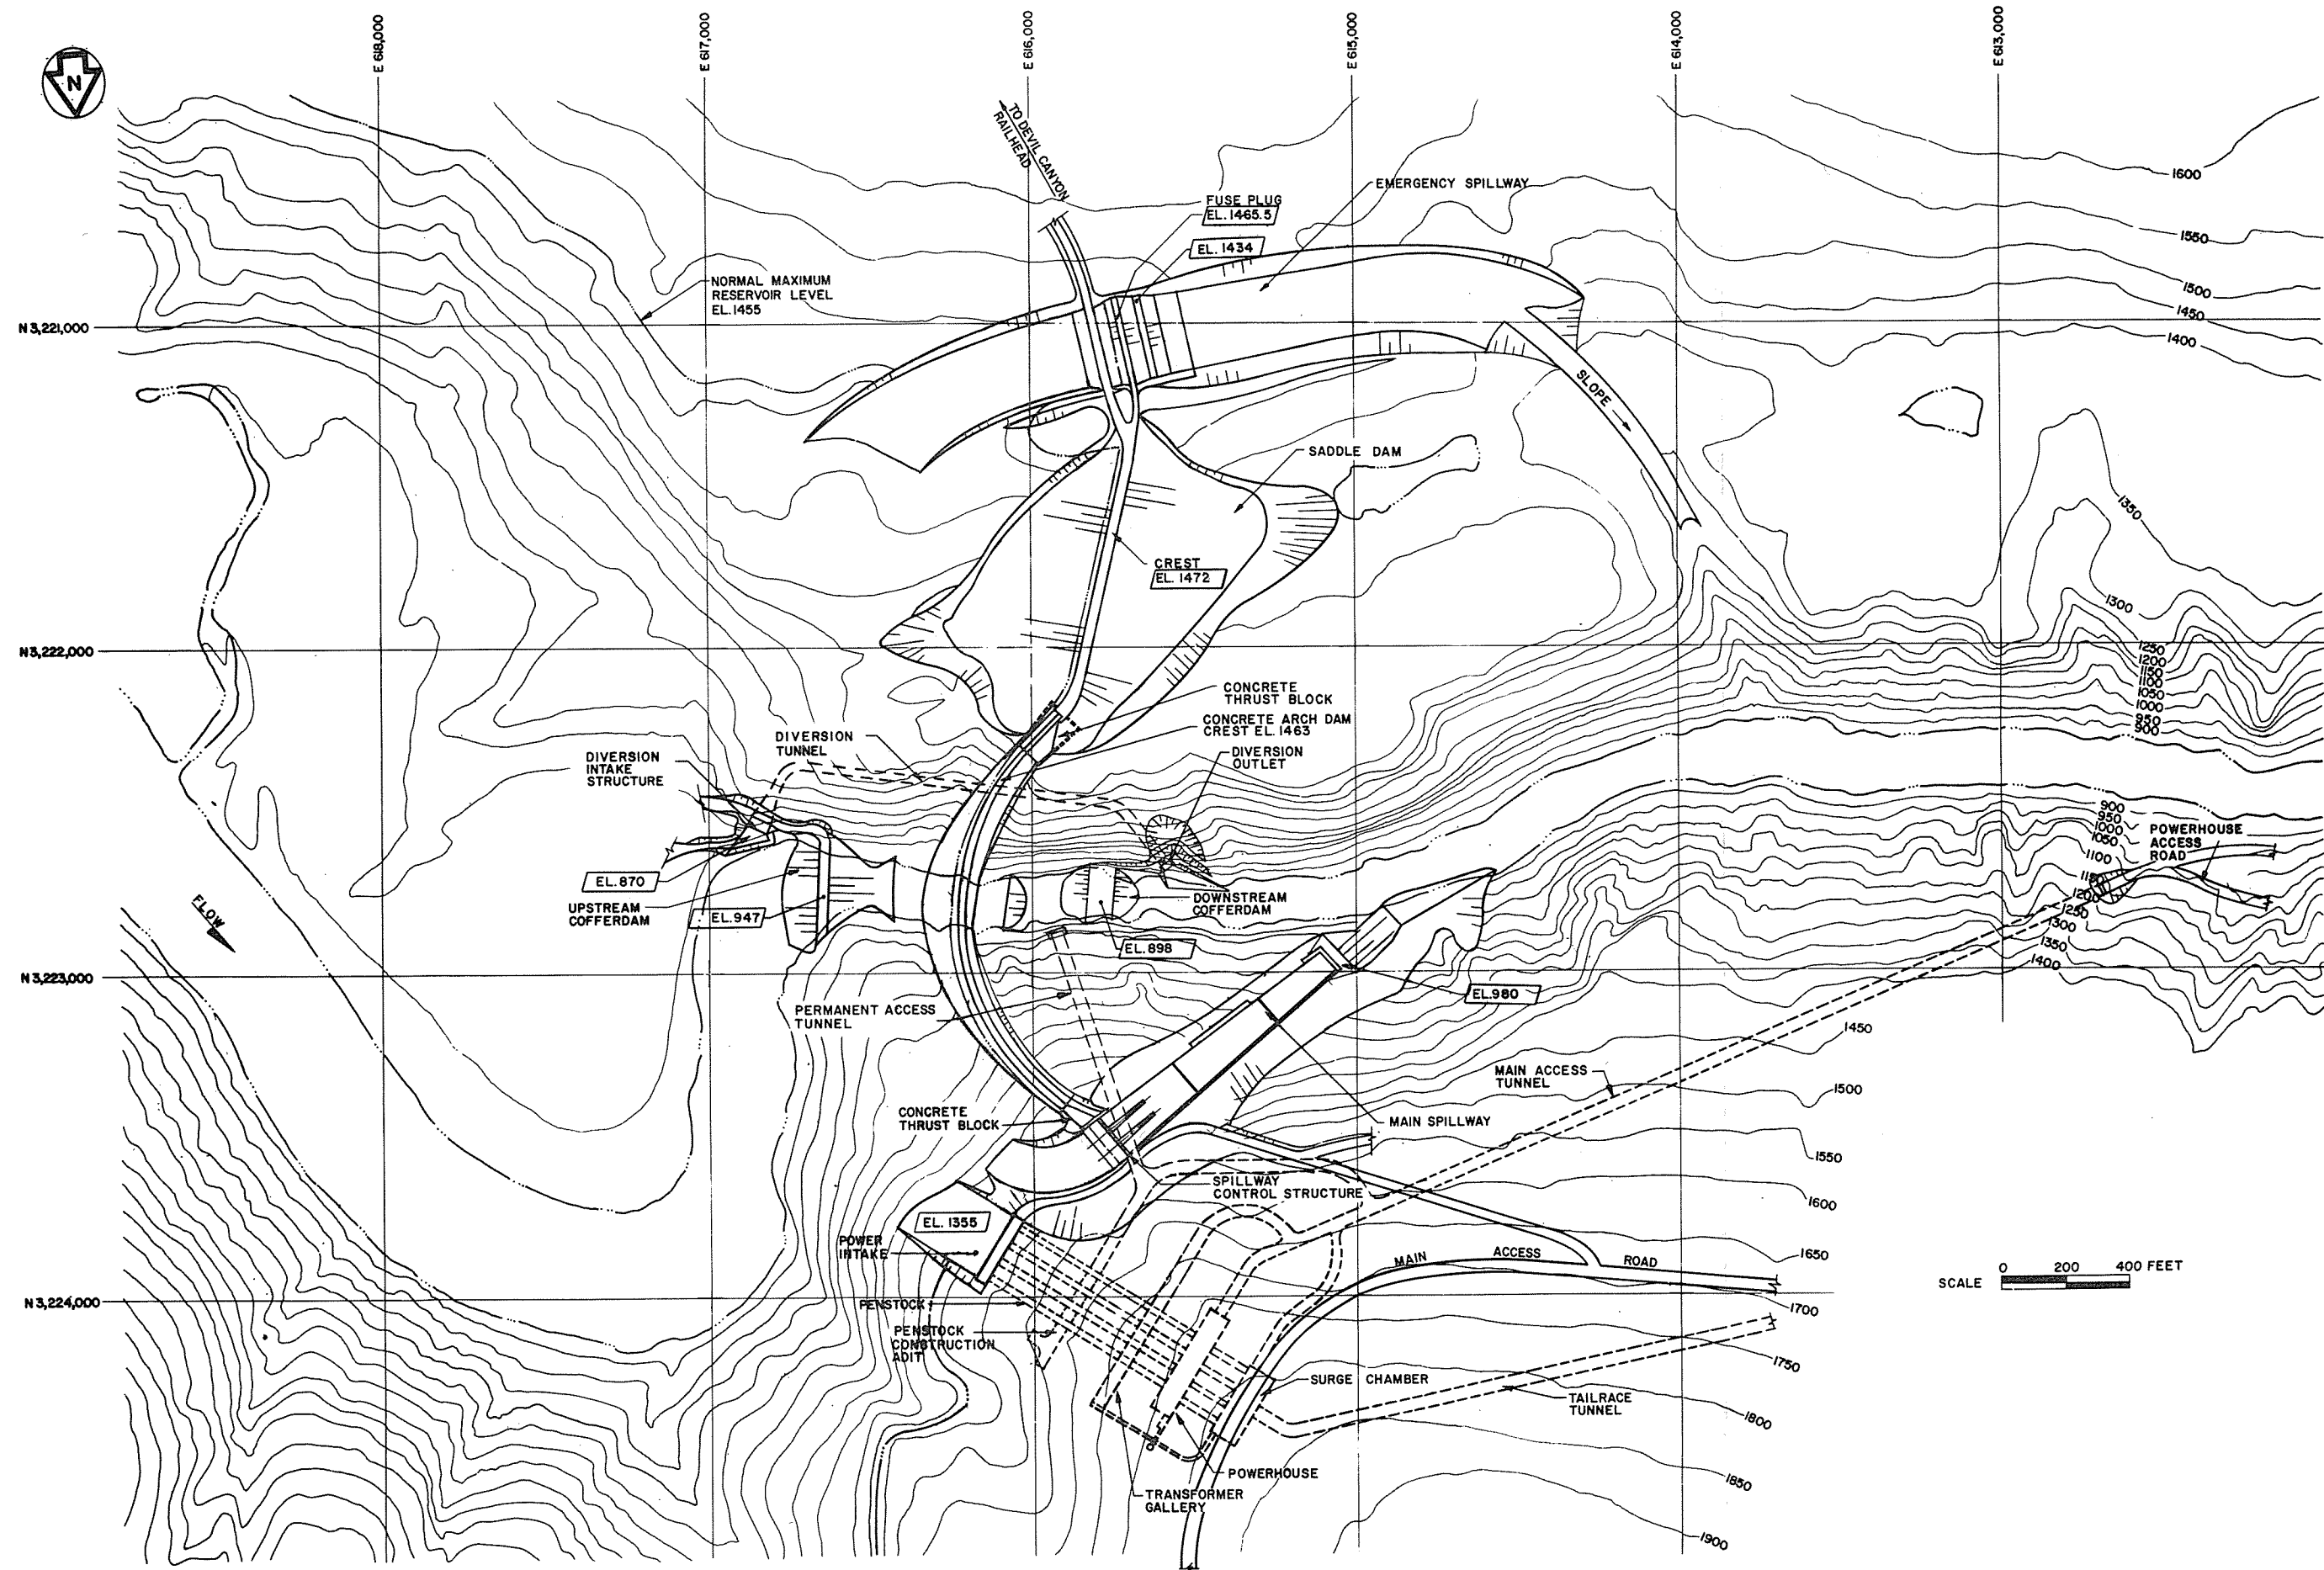 E 618,000
E 617,000
E 616,000
E 615,000
E 614,000
E 613,000
N
TO DEVIL CANYON
RAILHEAD
1600
EMERGENCY SPILLWAY
FUSE PLUG
EL. 1465.5
EL. 1434
1550
NORMAL MAXIMUM
RESERVOIR LEVEL
EL. 1455
1500
1450
1400
N 3,221,000
SLOPE
SADDLE DAM
1350
CREST
EL. 1472
1300
N 3,222,000
1250
1200
1150
1100
1050
1000
950
900
CONCRETE
THRUST BLOCK
CONCRETE ARCH DAM
CREST EL. 1463
DIVERSION
TUNNEL
DIVERSION
OUTLET
DIVERSION
INTAKE
STRUCTURE
900
950
1000
1050
1100
1150
1200
1250
1300
1350
1400
POWERHOUSE
ACCESS
ROAD
EL. 870
UPSTREAM
COFFERDAM
EL. 947
DOWNSTREAM
COFFERDAM
EL. 898
FLOW
N 3,223,000
EL. 980
PERMANENT ACCESS
TUNNEL
1450
MAIN ACCESS
TUNNEL
1500
CONCRETE
THRUST BLOCK
MAIN SPILLWAY
1550
SPILLWAY
CONTROL STRUCTURE
1600
EL. 1355
POWER
INTAKE
1650
MAIN ACCESS ROAD
SCALE
0 200 400 FEET
N 3,224,000
PENSTOCK
1700
PENSTOCK
CONSTRUCTION
ADIT
1750
SURGE CHAMBER
TAILRACE
TUNNEL
1800
POWERHOUSE
1850
TRANSFORMER
GALLERY
1900